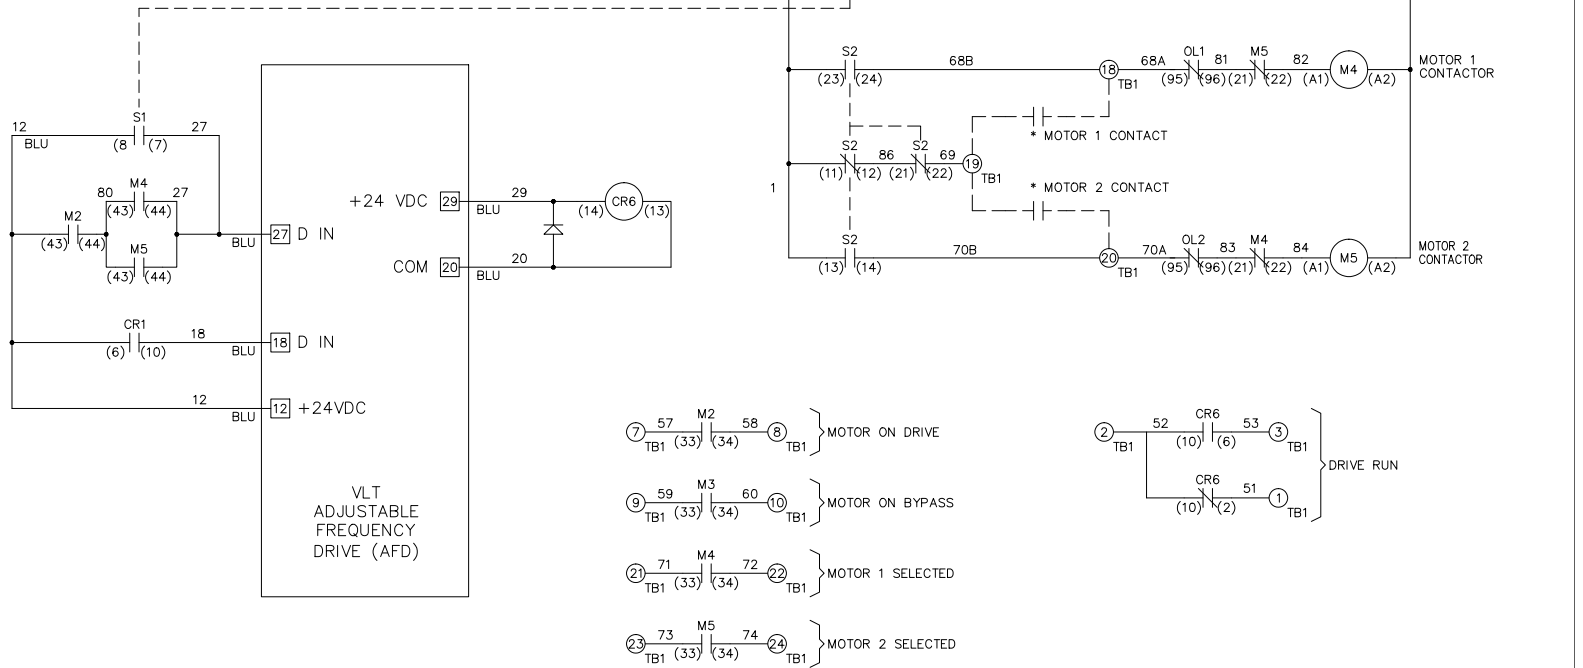 12
BLU
S1
(8
(7)
27
80
M4
27
(43)
(44)
M2
(43)
(44)
M5
(43)
(44)
BLU
27
D IN
CR1
(6)
(10)
18
BLU
18
D IN
12
BLU
12
+24VDC
+24 VDC
29
29
BLU
(14)
CR6
(13)
COM
20
20
BLU
VLT
ADJUSTABLE
FREQUENCY
DRIVE (AFD)
1
S2
(23)
(24)
68B
18
TB1
68A
OL1
(95)
(96)
81
M5
(21)
(22)
82
(A1)
M4
(A2)
MOTOR 1
CONTACTOR
* MOTOR 1 CONTACT
S2
(11)
(12)
86
S2
(21)
(22)
69
19
TB1
* MOTOR 2 CONTACT
S2
(13)
(14)
70B
20
TB1
70A
OL2
(95)
(96)
83
M4
(21)
(22)
84
(A1)
M5
(A2)
MOTOR 2
CONTACTOR
7
TB1
57
M2
(33)
(34)
58
8
TB1
MOTOR ON DRIVE
9
TB1
59
M3
(33)
(34)
60
10
TB1
MOTOR ON BYPASS
21
TB1
71
M4
(33)
(34)
72
22
TB1
MOTOR 1 SELECTED
23
TB1
73
M5
(33)
(34)
74
24
TB1
MOTOR 2 SELECTED
2
TB1
52
CR6
(10)
(6)
53
3
TB1
CR6
(10)
(2)
51
1
TB1
DRIVE RUN